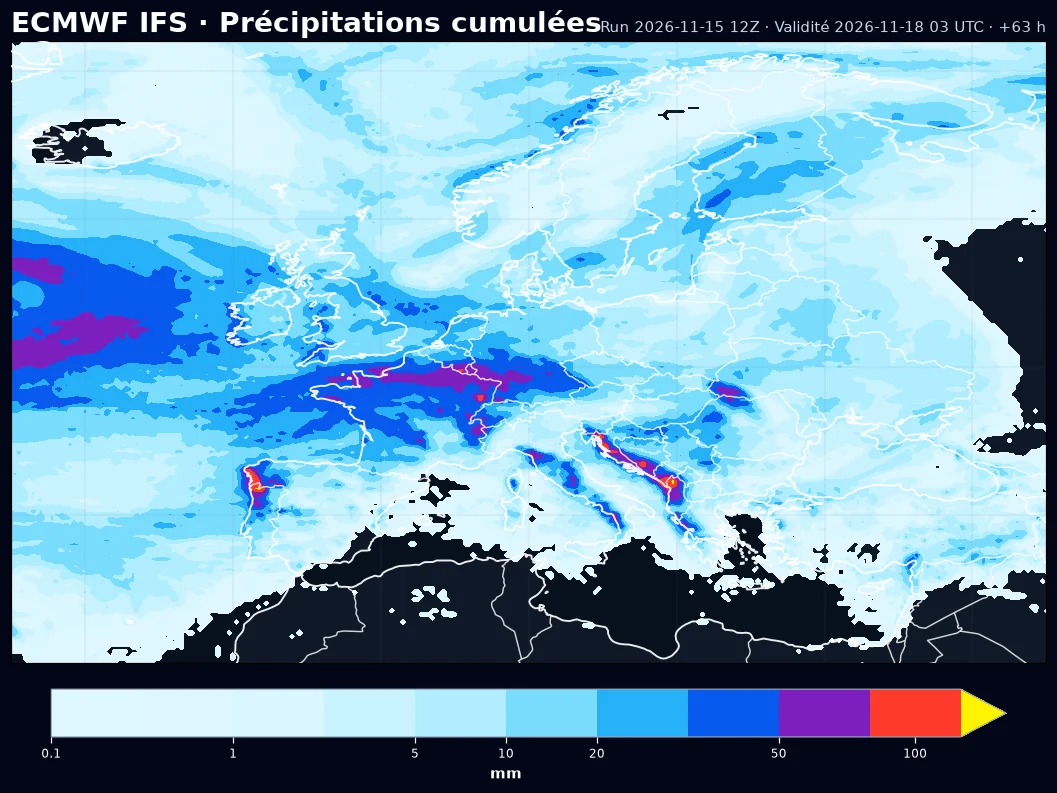 ECMWF IFS · Précipitations cumulées
Run 2026-11-15 12Z · Validité 2026-11-18 03 UTC · +63 h
0.1 1 5 10 20 50 100
mm